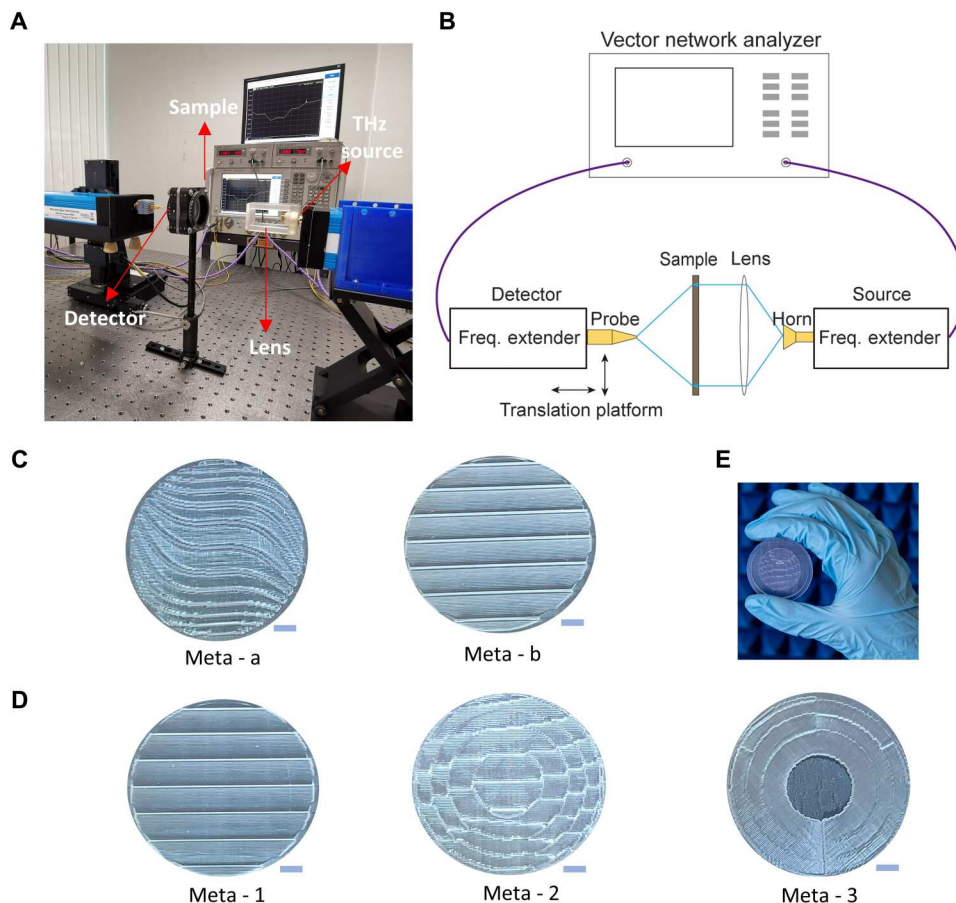 A
Sample
THz
source
Detector
Lens
B
Vector network analyzer
Sample
Lens
Detector
Probe
Horn
Source
Freq. extender
Freq. extender
Translation platform
C
Meta - a
Meta - b
E
D
Meta - 1
Meta - 2
Meta - 3